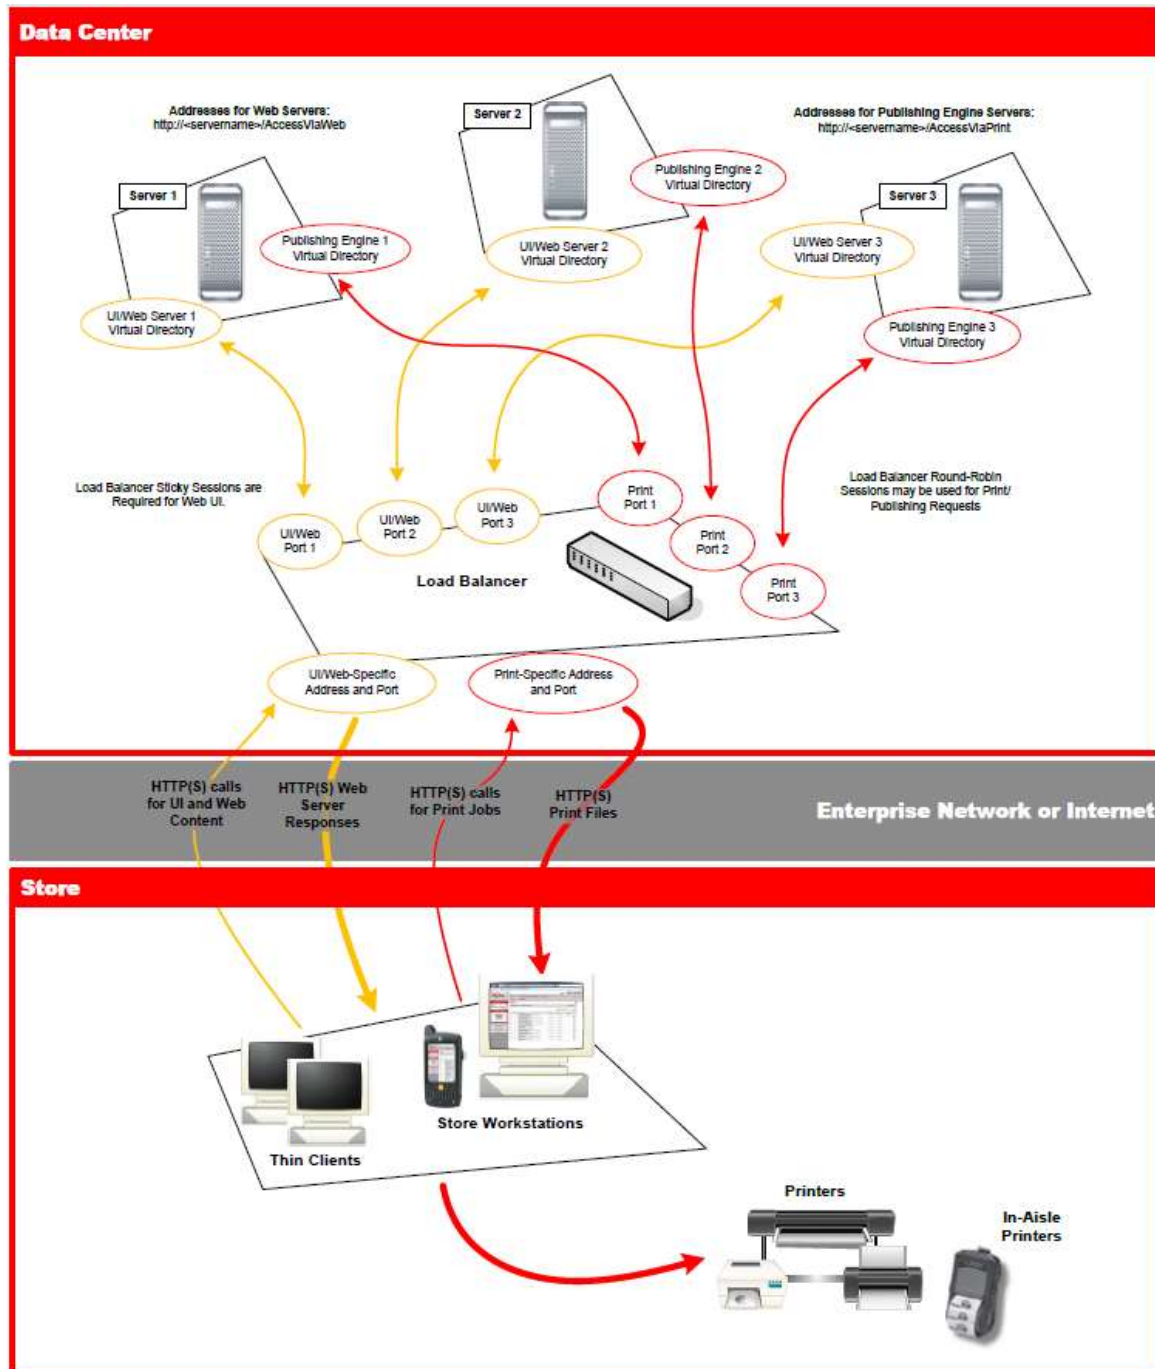 Data Center
Addresses for Web Servers:
http://<servername>/AccessViaWeb
Server 2
Addresses for Publishing Engine Servers:
http://<servername>/AccessViaPrint
Server 1
Publishing Engine 2
Virtual Directory
Server 3
Publishing Engine 1
Virtual Directory
UI/Web Server 2
Virtual Directory
UI/Web Server 3
Virtual Directory
UI/Web Server 1
Virtual Directory
Publishing Engine 3
Virtual Directory
Load Balancer Sticky Sessions are
Required for Web UI.
Load Balancer Round-Robin
Sessions may be used for Print/
Publishing Requests
UI/Web
Port 1
UI/Web
Port 2
UI/Web
Port 3
Print
Port 1
Print
Port 2
Print
Port 3
Load Balancer
UI/Web-Specific
Address and Port
Print-Specific Address
and Port
HTTP(S) calls
for UI and Web
Content
HTTP(S) Web
Server
Responses
HTTP(S) calls
for Print Jobs
HTTP(S)
Print Files
Enterprise Network or Internet
Store
Store Workstations
Thin Clients
Printers
In-Aisle
Printers